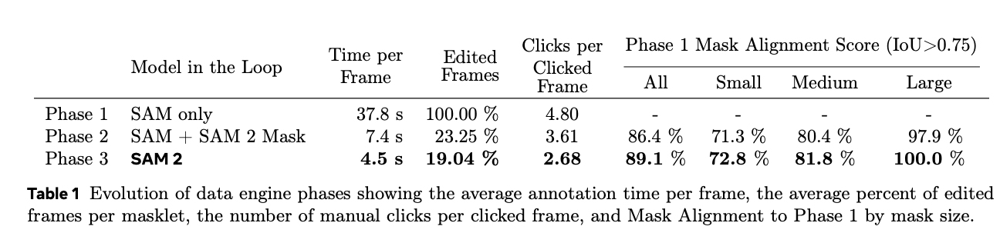 Model in the Loop Time per Frame Edited Frames Clicks per Clicked Frame Phase 1 Mask Alignment Score (IoU>0.75)
All Small Medium Large
Phase 1 SAM only 37.8 s 100.00 % 4.80 - - - -
Phase 2 SAM + SAM 2 Mask 7.4 s 23.25 % 3.61 86.4 % 71.3 % 80.4 % 97.9 %
Phase 3 SAM 2 4.5 s 19.04 % 2.68 89.1 % 72.8 % 81.8 % 100.0 %
Table 1 Evolution of data engine phases showing the average annotation time per frame, the average percent of edited
frames per masklet, the number of manual clicks per clicked frame, and Mask Alignment to Phase 1 by mask size.